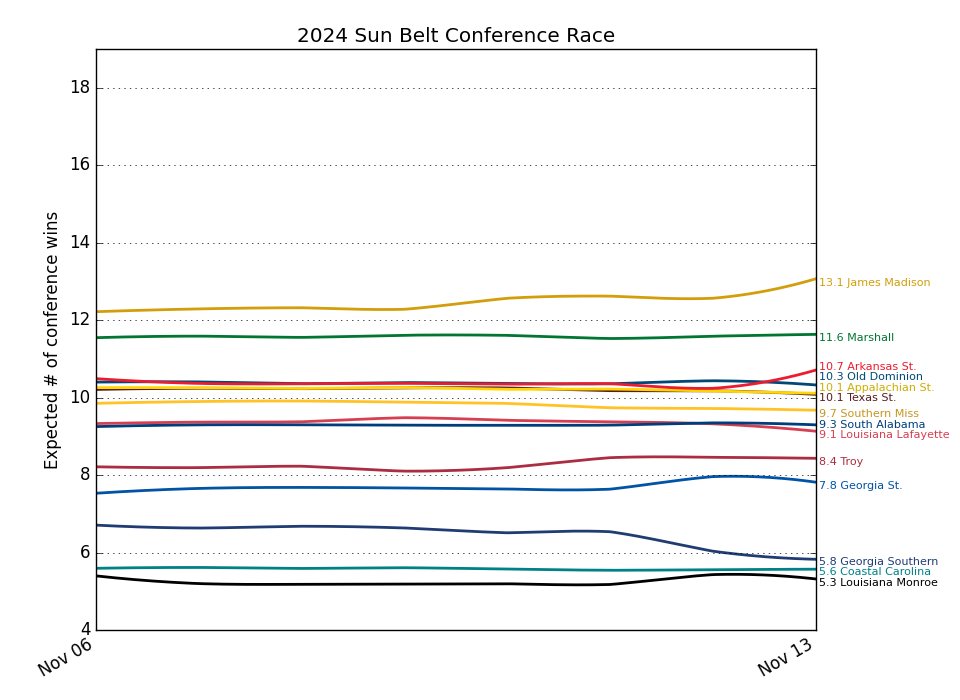 2024 Sun Belt Conference Race
Expected # of conference wins
18
16
14
12
10
8
6
4
Nov 06
Nov 13
13.1 James Madison
11.6 Marshall
10.7 Arkansas St.
10.3 Old Dominion
10.1 Appalachian St.
10.1 Texas St.
9.7 Southern Miss
9.3 South Alabama
9.1 Louisiana Lafayette
8.4 Troy
7.8 Georgia St.
5.8 Georgia Southern
5.6 Coastal Carolina
5.3 Louisiana Monroe